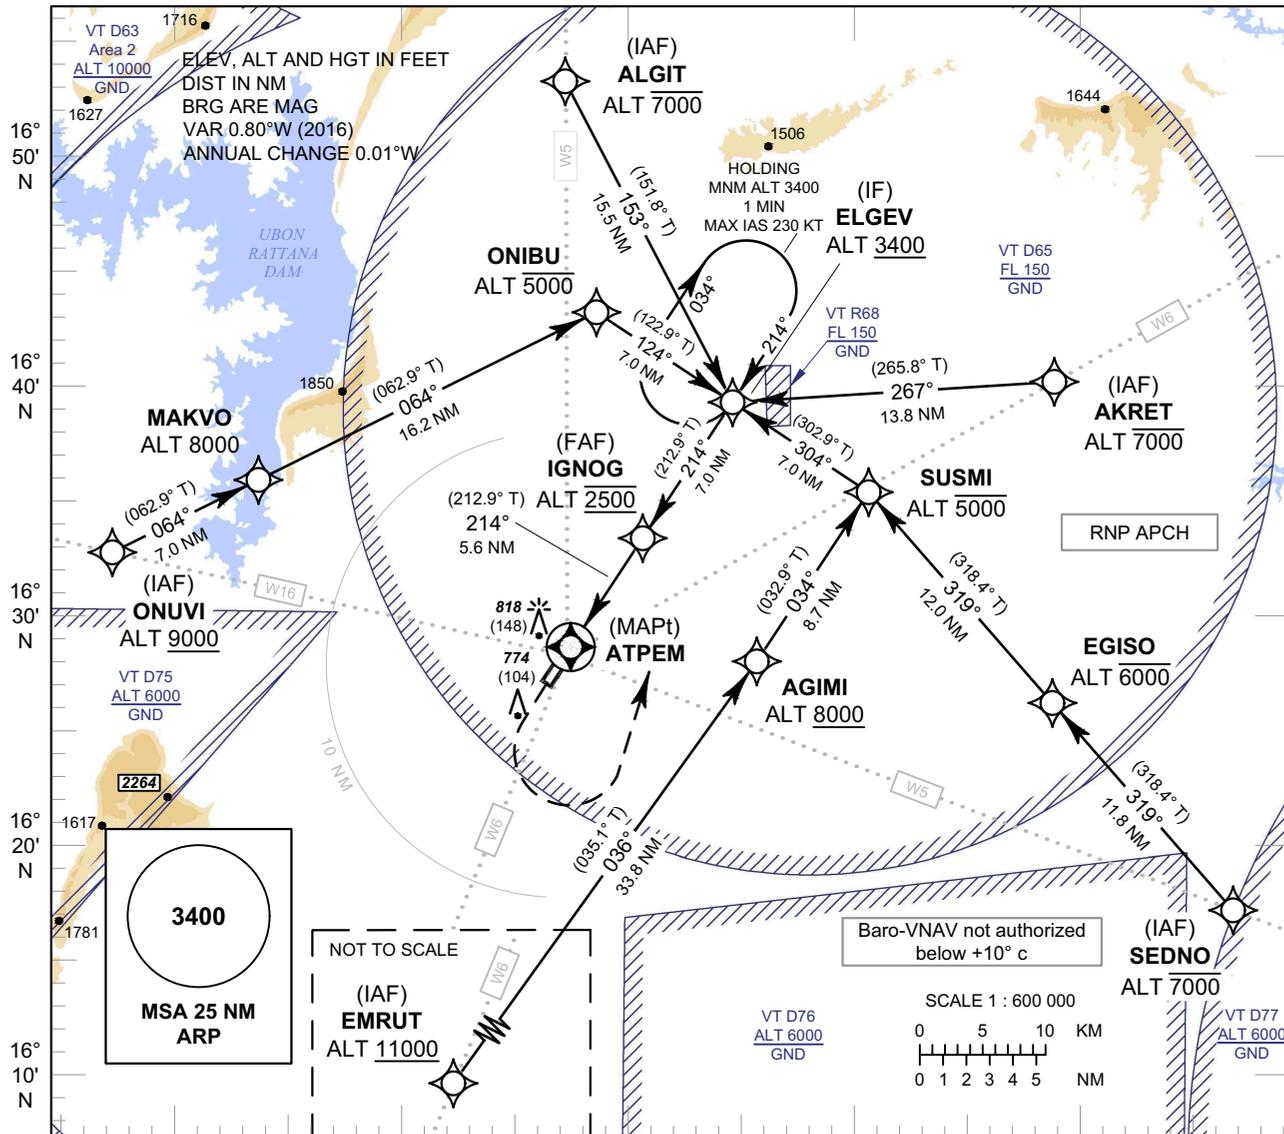 VT D63
Area 2
ALT 10000
GND
1716
1627
ELEV, ALT AND HGT IN FEET
DIST IN NM
BRG ARE MAG
VAR 0.80°W (2016)
ANNUAL CHANGE 0.01°W
16°
50'
N
(IAF)
ALGIT
ALT 7000
W5
(151.8° T)
153°
15.5 NM
1506
1644
HOLDING
MNM ALT 3400
1 MIN
MAX IAS 230 KT
(IF)
ELGEV
ALT 3400
UBON
RATTANA
DAM
ONIBU
ALT 5000
034°
214°
VT D65
FL 150
GND
VT R68
FL 150
GND
W6
(122.9° T)
124°
7.0 NM
16°
40'
N
1850
(062.9° T)
064°
16.2 NM
(265.8° T)
267°
13.8 NM
(IAF)
AKRET
ALT 7000
MAKVO
ALT 8000
(FAF)
IGNOG
ALT 2500
(212.9° T)
214°
7.0 NM
(302.9° T)
304°
7.0 NM
SUSMI
ALT 5000
(062.9° T)
064°
7.0 NM
(212.9° T)
214°
5.6 NM
RNP APCH
16°
30'
N
(IAF)
ONUVI
ALT 9000
W16
818
(148)
774
(104)
(MAPt)
ATPEM
(032.9° T)
034°
8.7 NM
(318.4° T)
319°
12.0 NM
VT D75
ALT 6000
GND
AGIMI
ALT 8000
EGISO
ALT 6000
2264
10 NM
W5
(318.4° T)
319°
11.8 NM
1617
16°
20'
N
W6
(035.1° T)
036°
33.8 NM
3400
MSA 25 NM
ARP
1781
NOT TO SCALE
W6
(IAF)
EMRUT
ALT 11000
Baro-VNAV not authorized
below +10° c
(IAF)
SEDNO
ALT 7000
VT D76
ALT 6000
GND
SCALE 1 : 600 000
0 5 10 KM
0 1 2 3 4 5 NM
VT D77
ALT 6000
GND
16°
10'
N